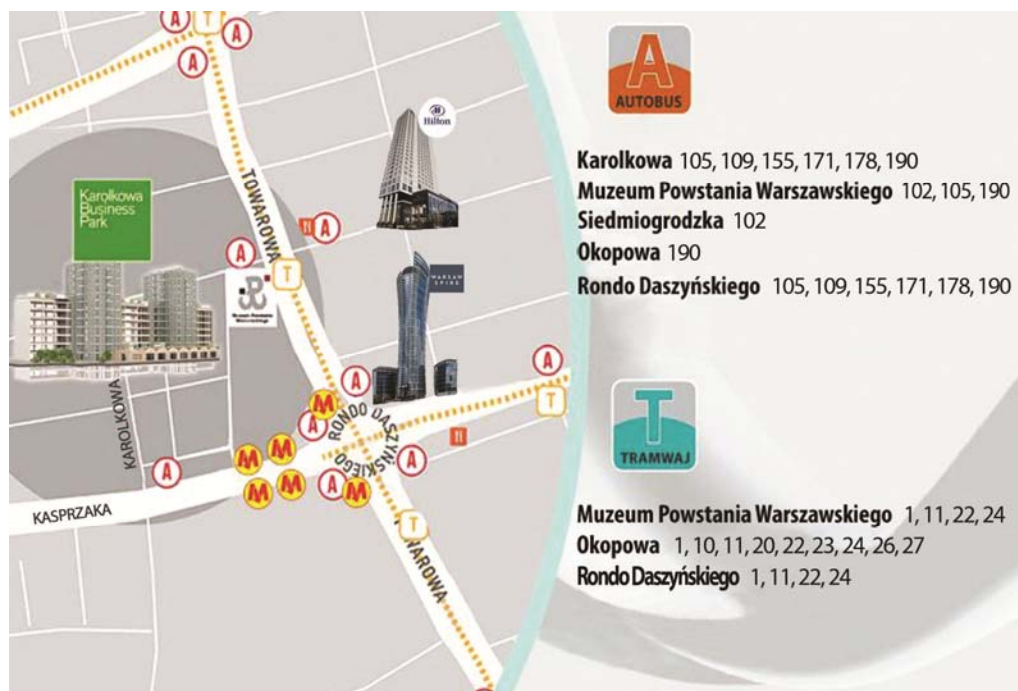 A
T
A
A
A
Hilton
TOWAROWA
Karolkowa
Business
Park
A
A
T
WARSAW
SPIRE
A
A
T
M
RONDO DASZYŃSKIEGO
KAROLKOWA
A
M
M
A
A
M
M
A
M
KASPRZAKA
T
TOWAROWA
A
AUTOBUS
Karolkowa 105, 109, 155, 171, 178, 190
Muzeum Powstania Warszawskiego 102, 105, 190
Siedmiogrodzka 102
Okopowa 190
Rondo Daszyńskiego 105, 109, 155, 171, 178, 190
T
TRAMWAJ
Muzeum Powstania Warszawskiego 1, 11, 22, 24
Okopowa 1, 10, 11, 20, 22, 23, 24, 26, 27
Rondo Daszyńskiego 1, 11, 22, 24